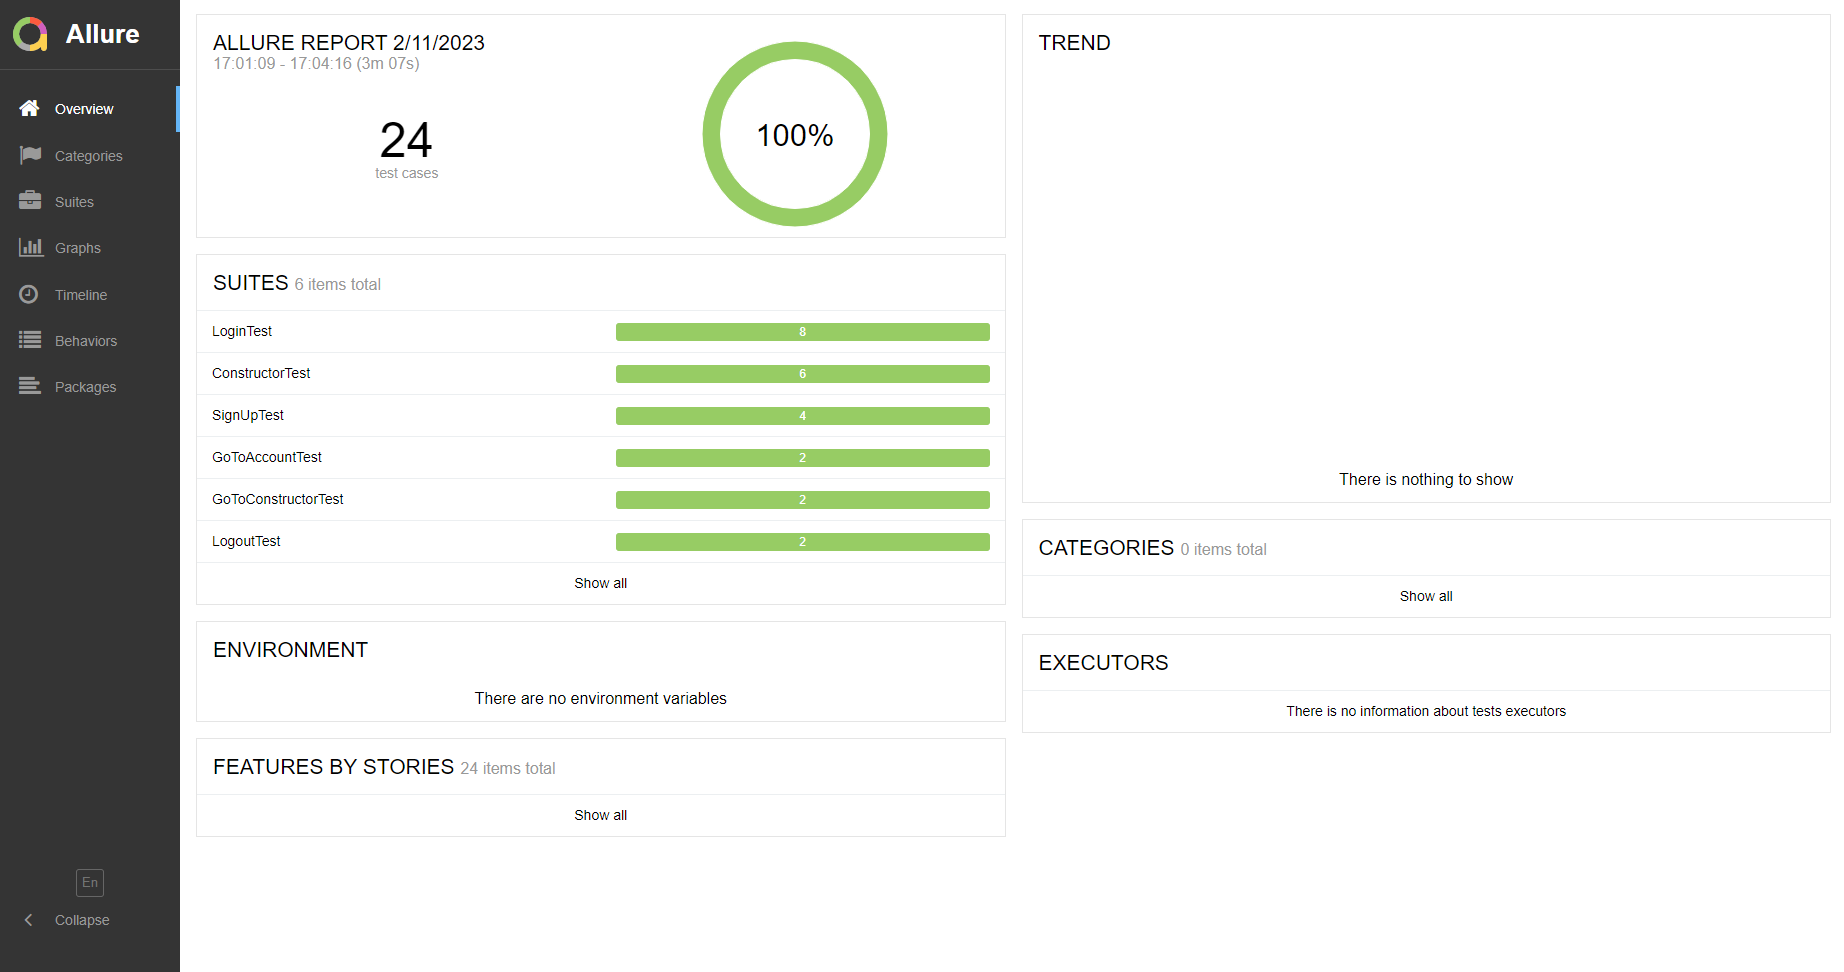 Allure
Overview
Categories
Suites
Graphs
Timeline
Behaviors
Packages
En
Collapse
ALLURE REPORT 2/11/2023
17:01:09 - 17:04:16 (3m 07s)
24
test cases
100%
SUITES 6 items total
LoginTest 8
ConstructorTest 6
SignUpTest 4
GoToAccountTest 2
GoToConstructorTest 2
LogoutTest 2
Show all
ENVIRONMENT
There are no environment variables
FEATURES BY STORIES 24 items total
Show all
TREND
There is nothing to show
CATEGORIES 0 items total
Show all
EXECUTORS
There is no information about tests executors